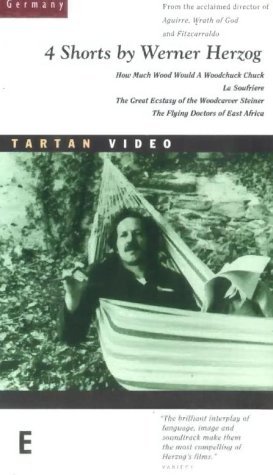 Germany
From the acclaimed director of
Aguirre, Wrath of God
and Fitzcarraldo
4 Shorts by Werner Herzog
How Much Wood Would A Woodchuck Chuck
La Soufriere
The Great Ecstasy of the Woodcarver Steiner
The Flying Doctors of East Africa
TARTAN VIDEO
"The brilliant interplay of
language, image and
soundtrack make them
the most compelling of
Herzog's films."
VARIETY
E